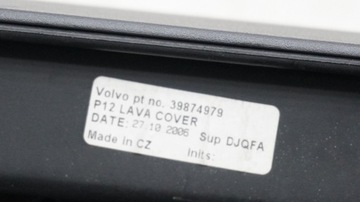 Volvo pt no. 39874979
P12 LAVA COVER
DATE: 27 10 2006 Sup DJQFA
Made in CZ Inits: